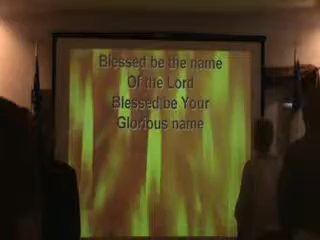 Blessed be the name
Of the Lord
Blessed be Your
Glorious name